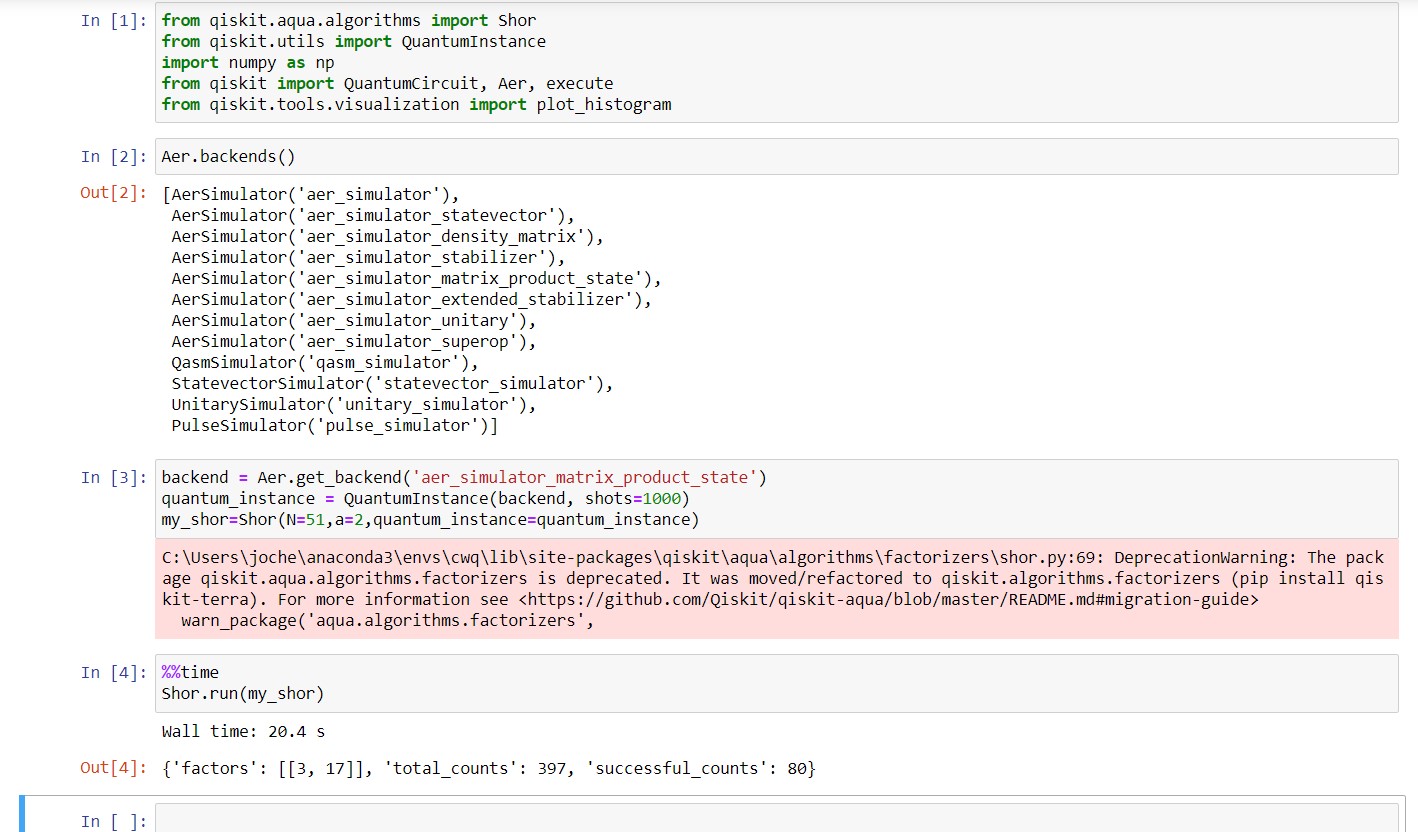 In [1]: from qiskit.aqua.algorithms import Shor
from qiskit.utils import QuantumInstance
import numpy as np
from qiskit import QuantumCircuit, Aer, execute
from qiskit.tools.visualization import plot_histogram
In [2]: Aer.backends()
Out[2]: [AerSimulator('aer_simulator'),
AerSimulator('aer_simulator_statevector'),
AerSimulator('aer_simulator_density_matrix'),
AerSimulator('aer_simulator_stabilizer'),
AerSimulator('aer_simulator_matrix_product_state'),
AerSimulator('aer_simulator_extended_stabilizer'),
AerSimulator('aer_simulator_unitary'),
AerSimulator('aer_simulator_superop'),
QasmSimulator('qasm_simulator'),
StatevectorSimulator('statevector_simulator'),
UnitarySimulator('unitary_simulator'),
PulseSimulator('pulse_simulator')]
In [3]: backend = Aer.get_backend('aer_simulator_matrix_product_state')
quantum_instance = QuantumInstance(backend, shots=1000)
my_shor=Shor(N=51,a=2,quantum_instance=quantum_instance)
C:\Users\joche\anaconda3\envs\cwq\lib\site-packages\qiskit\aqua\algorithms\factorizers\shor.py:69: DeprecationWarning: The pack
age qiskit.aqua.algorithms.factorizers is deprecated. It was moved/refactored to qiskit.algorithms.factorizers (pip install qis
kit-terra). For more information see <https://github.com/Qiskit/qiskit-aqua/blob/master/README.md#migration-guide>
warn_package('aqua.algorithms.factorizers',
In [4]: %%time
Shor.run(my_shor)
Wall time: 20.4 s
Out[4]: {'factors': [[3, 17]], 'total_counts': 397, 'successful_counts': 80}
In [ ]: